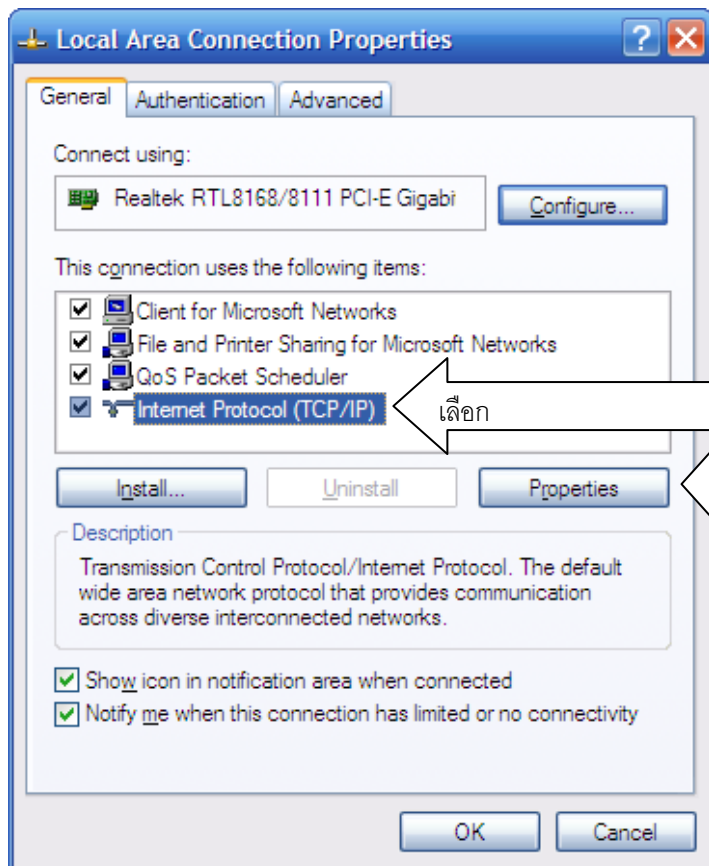 Local Area Connection Properties
General Authentication Advanced
Connect using:
Realtek RTL8168/8111 PCI-E Gigabi
Configure...
This connection uses the following items:
Client for Microsoft Networks
File and Printer Sharing for Microsoft Networks
QoS Packet Scheduler
Internet Protocol (TCP/IP)
เลือก
Install... Uninstall Properties
Description
Transmission Control Protocol/Internet Protocol. The default
wide area network protocol that provides communication
across diverse interconnected networks.
Show icon in notification area when connected
Notify me when this connection has limited or no connectivity
OK Cancel